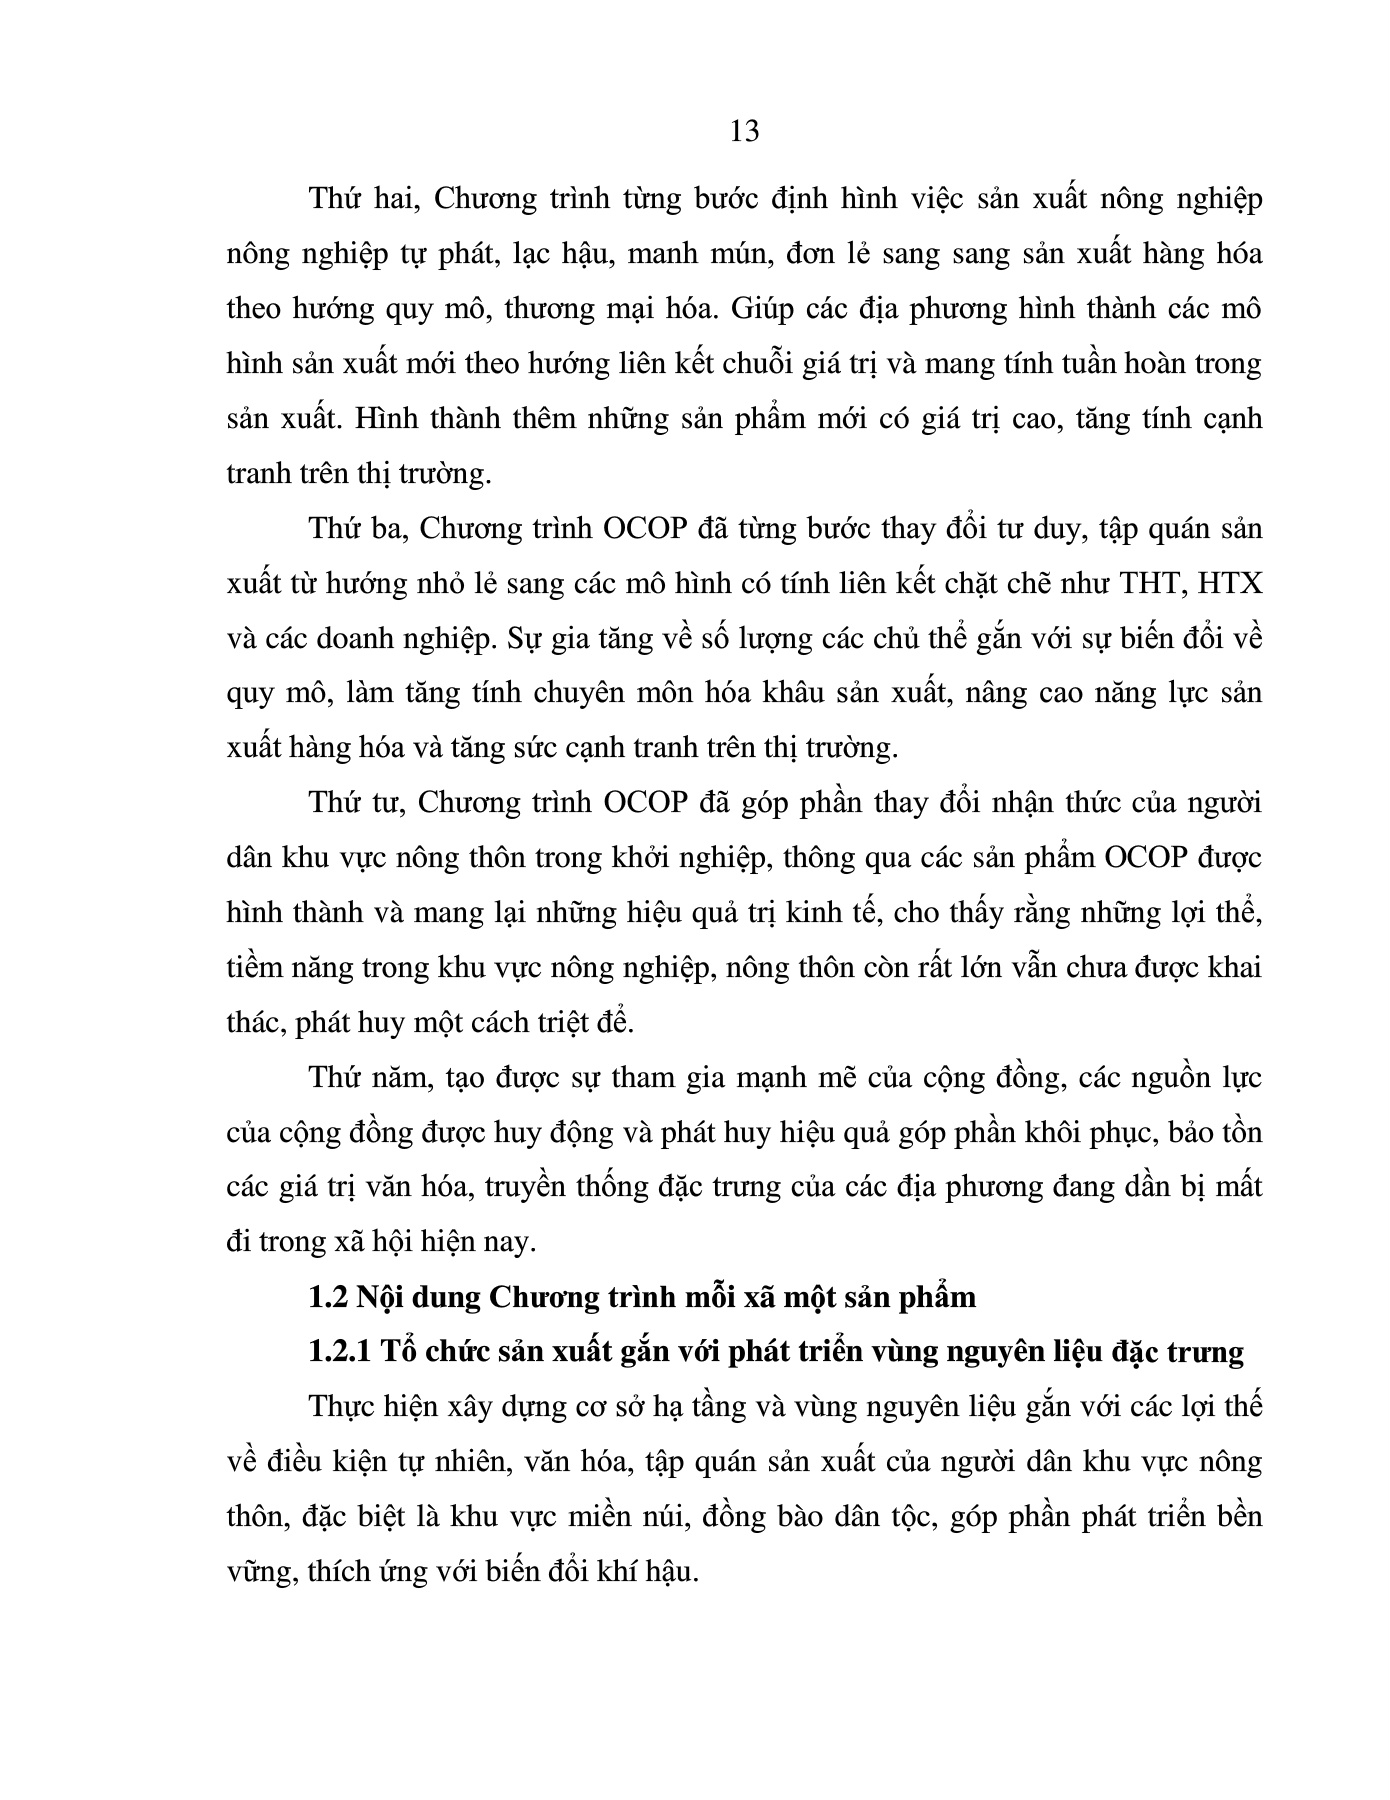 13
Thứ hai, Chương trình từng bước định hình việc sản xuất nông nghiệp
nông nghiệp tự phát, lạc hậu, manh mún, đơn lẻ sang sang sản xuất hàng hóa
theo hướng quy mô, thương mại hóa. Giúp các địa phương hình thành các mô
hình sản xuất mới theo hướng liên kết chuỗi giá trị và mang tính tuần hoàn trong
sản xuất. Hình thành thêm những sản phẩm mới có giá trị cao, tăng tính cạnh
tranh trên thị trường.
Thứ ba, Chương trình OCOP đã từng bước thay đổi tư duy, tập quán sản
xuất từ hướng nhỏ lẻ sang các mô hình có tính liên kết chặt chẽ như THT, HTX
và các doanh nghiệp. Sự gia tăng về số lượng các chủ thể gắn với sự biến đổi về
quy mô, làm tăng tính chuyên môn hóa khâu sản xuất, nâng cao năng lực sản
xuất hàng hóa và tăng sức cạnh tranh trên thị trường.
Thứ tư, Chương trình OCOP đã góp phần thay đổi nhận thức của người
dân khu vực nông thôn trong khởi nghiệp, thông qua các sản phẩm OCOP được
hình thành và mang lại những hiệu quả trị kinh tế, cho thấy rằng những lợi thể,
tiềm năng trong khu vực nông nghiệp, nông thôn còn rất lớn vẫn chưa được khai
thác, phát huy một cách triệt để.
Thứ năm, tạo được sự tham gia mạnh mẽ của cộng đồng, các nguồn lực
của cộng đồng được huy động và phát huy hiệu quả góp phần khôi phục, bảo tồn
các giá trị văn hóa, truyền thống đặc trưng của các địa phương đang dần bị mất
đi trong xã hội hiện nay.
1.2 Nội dung Chương trình mỗi xã một sản phẩm
1.2.1 Tổ chức sản xuất gắn với phát triển vùng nguyên liệu đặc trưng
Thực hiện xây dựng cơ sở hạ tầng và vùng nguyên liệu gắn với các lợi thế
về điều kiện tự nhiên, văn hóa, tập quán sản xuất của người dân khu vực nông
thôn, đặc biệt là khu vực miền núi, đồng bào dân tộc, góp phần phát triển bền
vững, thích ứng với biến đổi khí hậu.